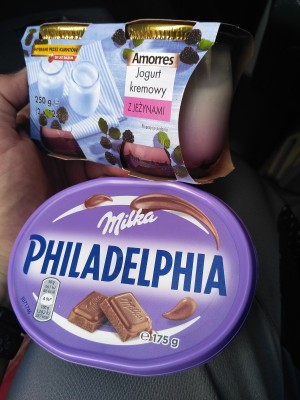 Amorres
Jogurt
kremowy
Z JEŻYNAMI
250 g
Milka
PHILADELPHIA
e 175 g